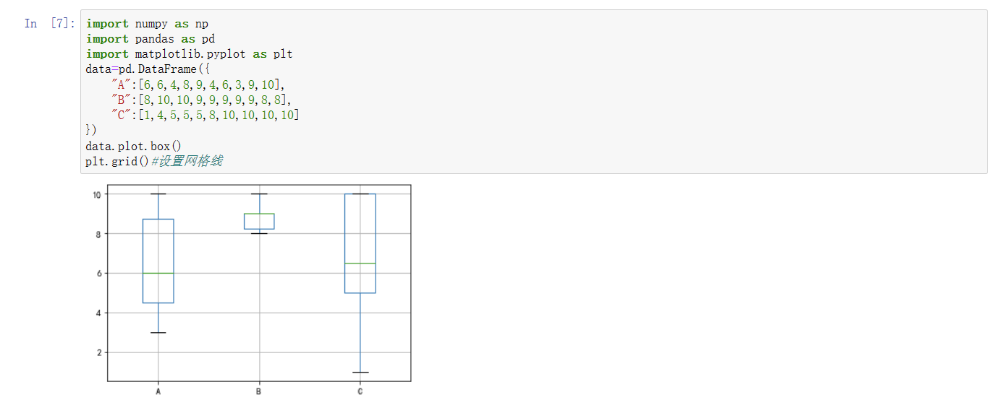 In [7]:
import numpy as np
import pandas as pd
import matplotlib.pyplot as plt
data=pd.DataFrame({
    "A":[6,6,4,8,9,4,6,3,9,10],
    "B":[8,10,10,9,9,9,9,9,8,8],
    "C":[1,4,5,5,5,8,10,10,10,10]
})
data.plot.box()
plt.grid()#设置网格线
10
8
6
4
2
A B C